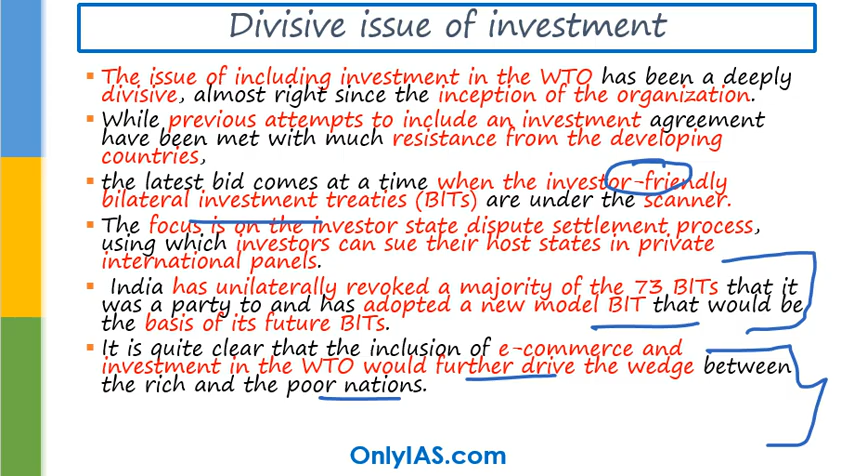 Divisive issue of investment
▪ The issue of including investment in the WTO has been a deeply
divisive, almost right since the inception of the organization.
▪ While previous attempts to include an investment agreement
have been met with much resistance from the developing
countries,
▪ the latest bid comes at a time when the investor-friendly
bilateral investment treaties (BITs) are under the scanner.
▪ The focus is on the investor state dispute settlement process,
using which investors can sue their host states in private
international panels.
▪ India has unilaterally revoked a majority of the 73 BITs that it
was a party to and has adopted a new model BIT that would be
the basis of its future BITs.
▪ It is quite clear that the inclusion of e-commerce and
investment in the WTO would further drive the wedge between
the rich and the poor nations.
OnlyIAS.com